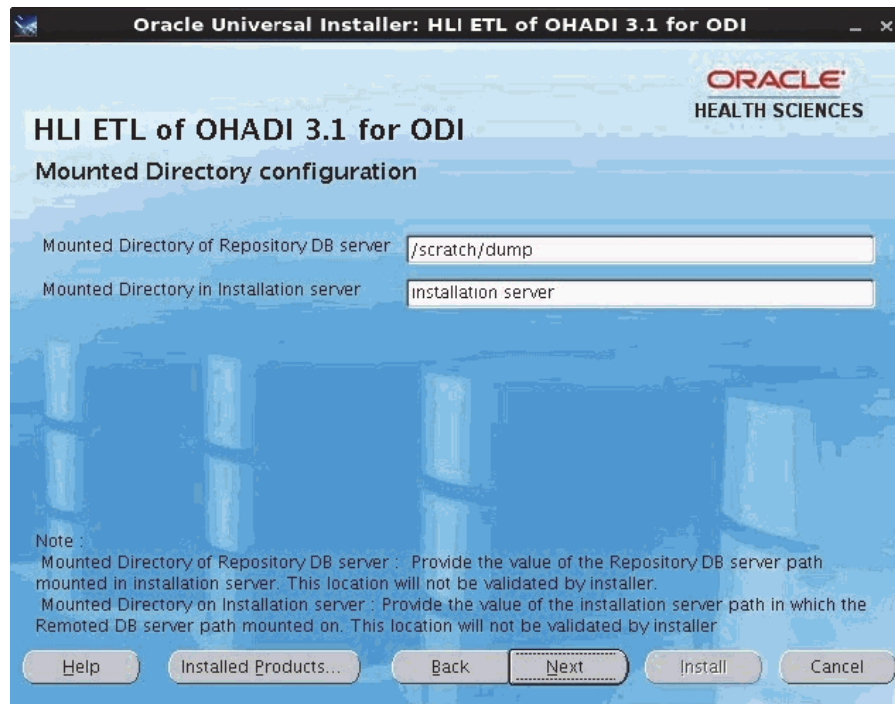 Oracle Universal Installer: HLI ETL of OHADI 3.1 for ODI
ORACLE
HEALTH SCIENCES
HLI ETL of OHADI 3.1 for ODI
Mounted Directory configuration
Mounted Directory of Repository DB server
/scratch/dump
Mounted Directory in Installation server
installation server
Note :
Mounted Directory of Repository DB server : Provide the value of the Repository DB server path
mounted in installation server. This location will not be validated by installer.
Mounted Directory on Installation server : Provide the value of the installation server path in which the
Remoted DB server path mounted on. This location will not be validated by installer
Help
Installed Products...
Back
Next
Install
Cancel